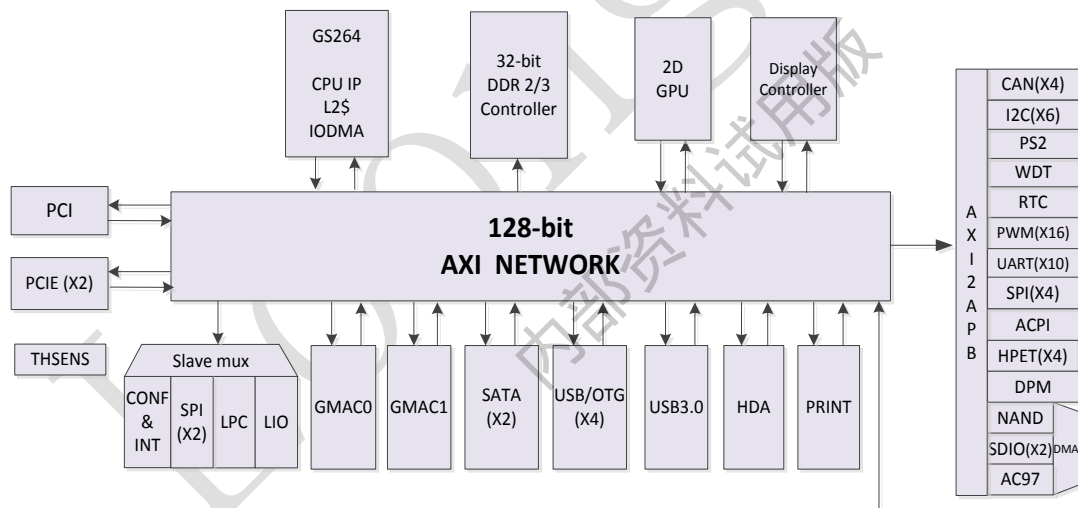 GS264
CPU IP
L2$
IODMA
32-bit
DDR 2/3
Controller
2D
GPU
Display
Controller
PCI
PCIE (X2)
THSENS
128-bit
AXI NETWORK
Slave mux
CONF
&
INT
SPI
(X2)
LPC
LIO
GMAC0
GMAC1
SATA
(X2)
USB/OTG
(X4)
USB3.0
HDA
PRINT
A
X
I
2
A
P
B
CAN(X4)
I2C(X6)
PS2
WDT
RTC
PWM(X16)
UART(X10)
SPI(X4)
ACPI
HPET(X4)
DPM
NAND
SDIO(X2)
DMA
AC97
内部资料试用版